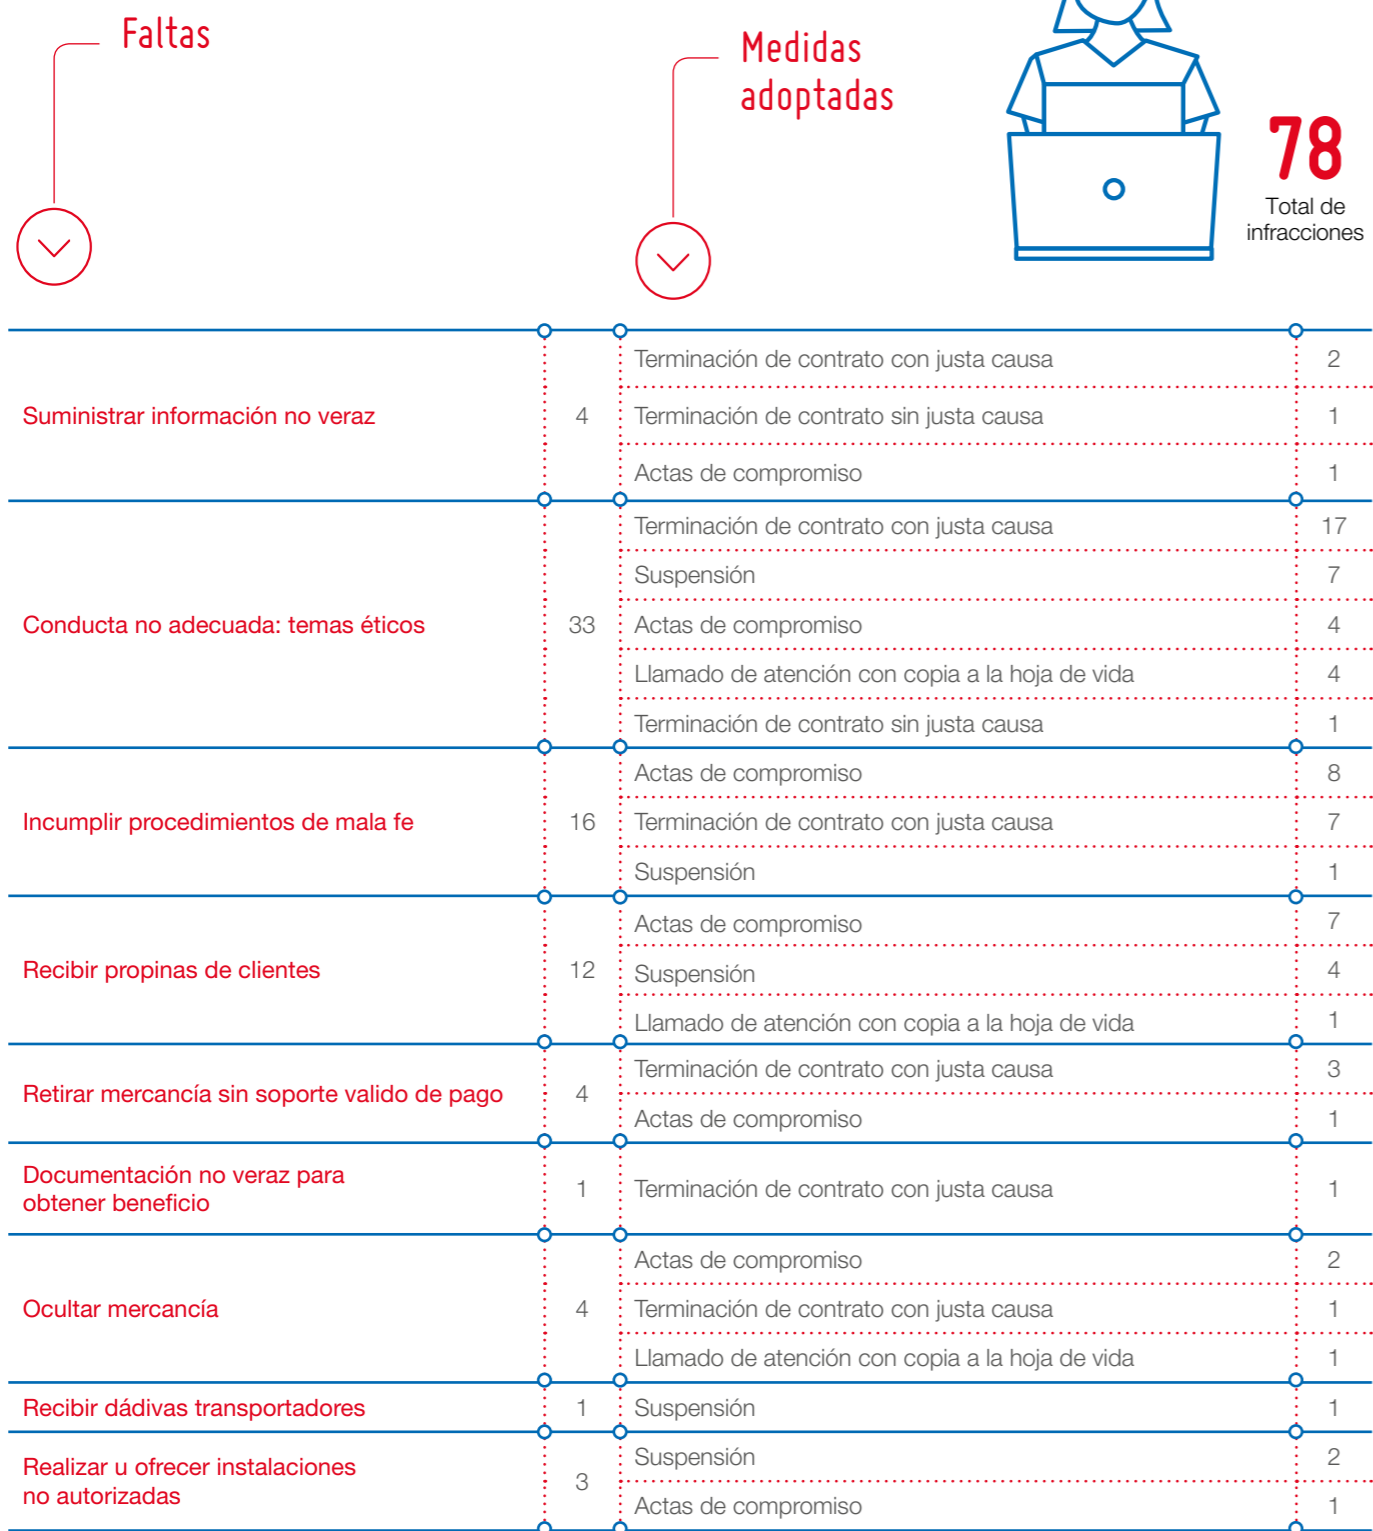 Faltas
Medidas
adoptadas
78
Total de
infracciones
Suministrar información no veraz
4
Terminación de contrato con justa causa
2
Terminación de contrato sin justa causa
1
Actas de compromiso
1
Conducta no adecuada: temas éticos
33
Terminación de contrato con justa causa
17
Suspensión
7
Actas de compromiso
4
Llamado de atención con copia a la hoja de vida
4
Terminación de contrato sin justa causa
1
Incumplir procedimientos de mala fe
16
Actas de compromiso
8
Terminación de contrato con justa causa
7
Suspensión
1
Recibir propinas de clientes
12
Actas de compromiso
7
Suspensión
4
Llamado de atención con copia a la hoja de vida
1
Retirar mercancía sin soporte valido de pago
4
Terminación de contrato con justa causa
3
Actas de compromiso
1
Documentación no veraz para
obtener beneficio
1
Terminación de contrato con justa causa
1
Ocultar mercancía
4
Actas de compromiso
2
Terminación de contrato con justa causa
1
Llamado de atención con copia a la hoja de vida
1
Recibir dádivas transportadores
1
Suspensión
1
Realizar u ofrecer instalaciones
no autorizadas
3
Suspensión
2
Actas de compromiso
1